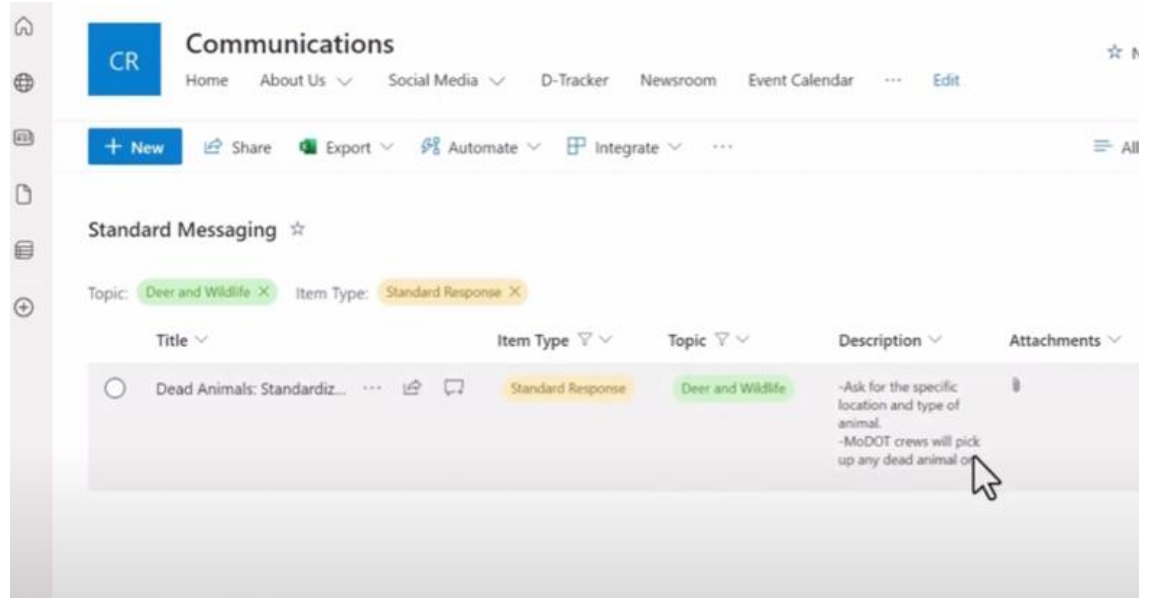 CR
Communications
Home About Us Social Media D-Tracker Newsroom Event Calendar ... Edit
+ New Share Export Automate Integrate ...
Standard Messaging
Topic: Deer and Wildlife X Item Type: Standard Response X
Title Item Type Topic Description Attachments
Dead Animals: Standardiz... ... Standard Response Deer and Wildlife
-Ask for the specific
location and type of
animal.
-MoDOT crews will pick
up any dead animal